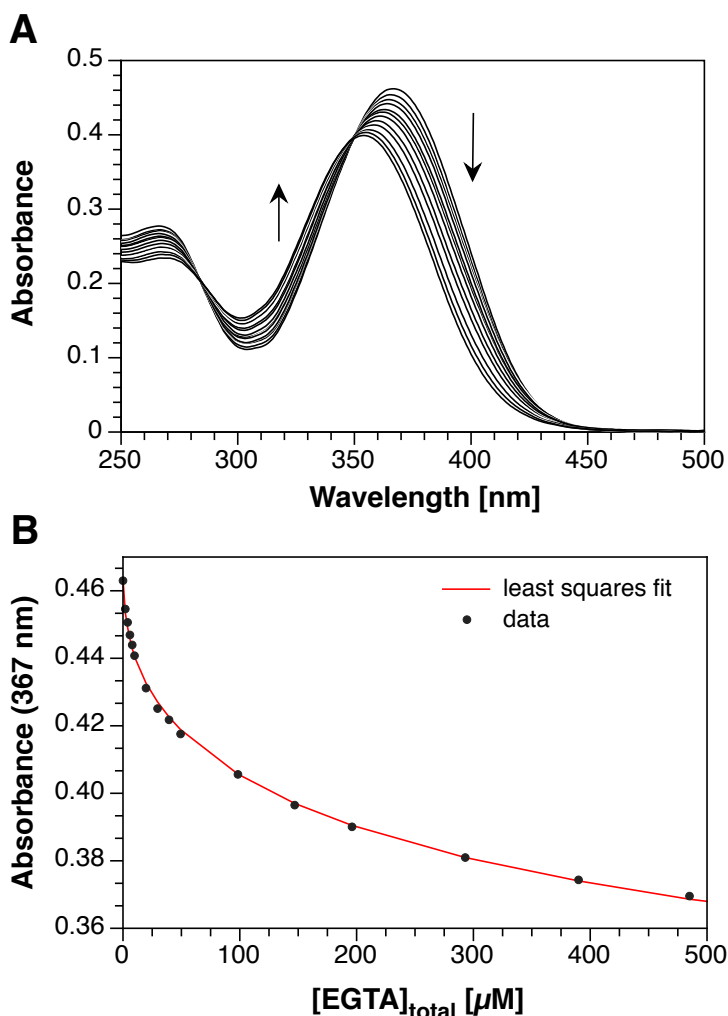 A
0.5
0.4
0.3
0.2
0.1
0
Absorbance
250 300 350 400 450 500
Wavelength [nm]
B
0.46
0.44
0.42
0.40
0.38
0.36
Absorbance (367 nm)
least squares fit
data
0 100 200 300 400 500
[EGTA]total [µM]